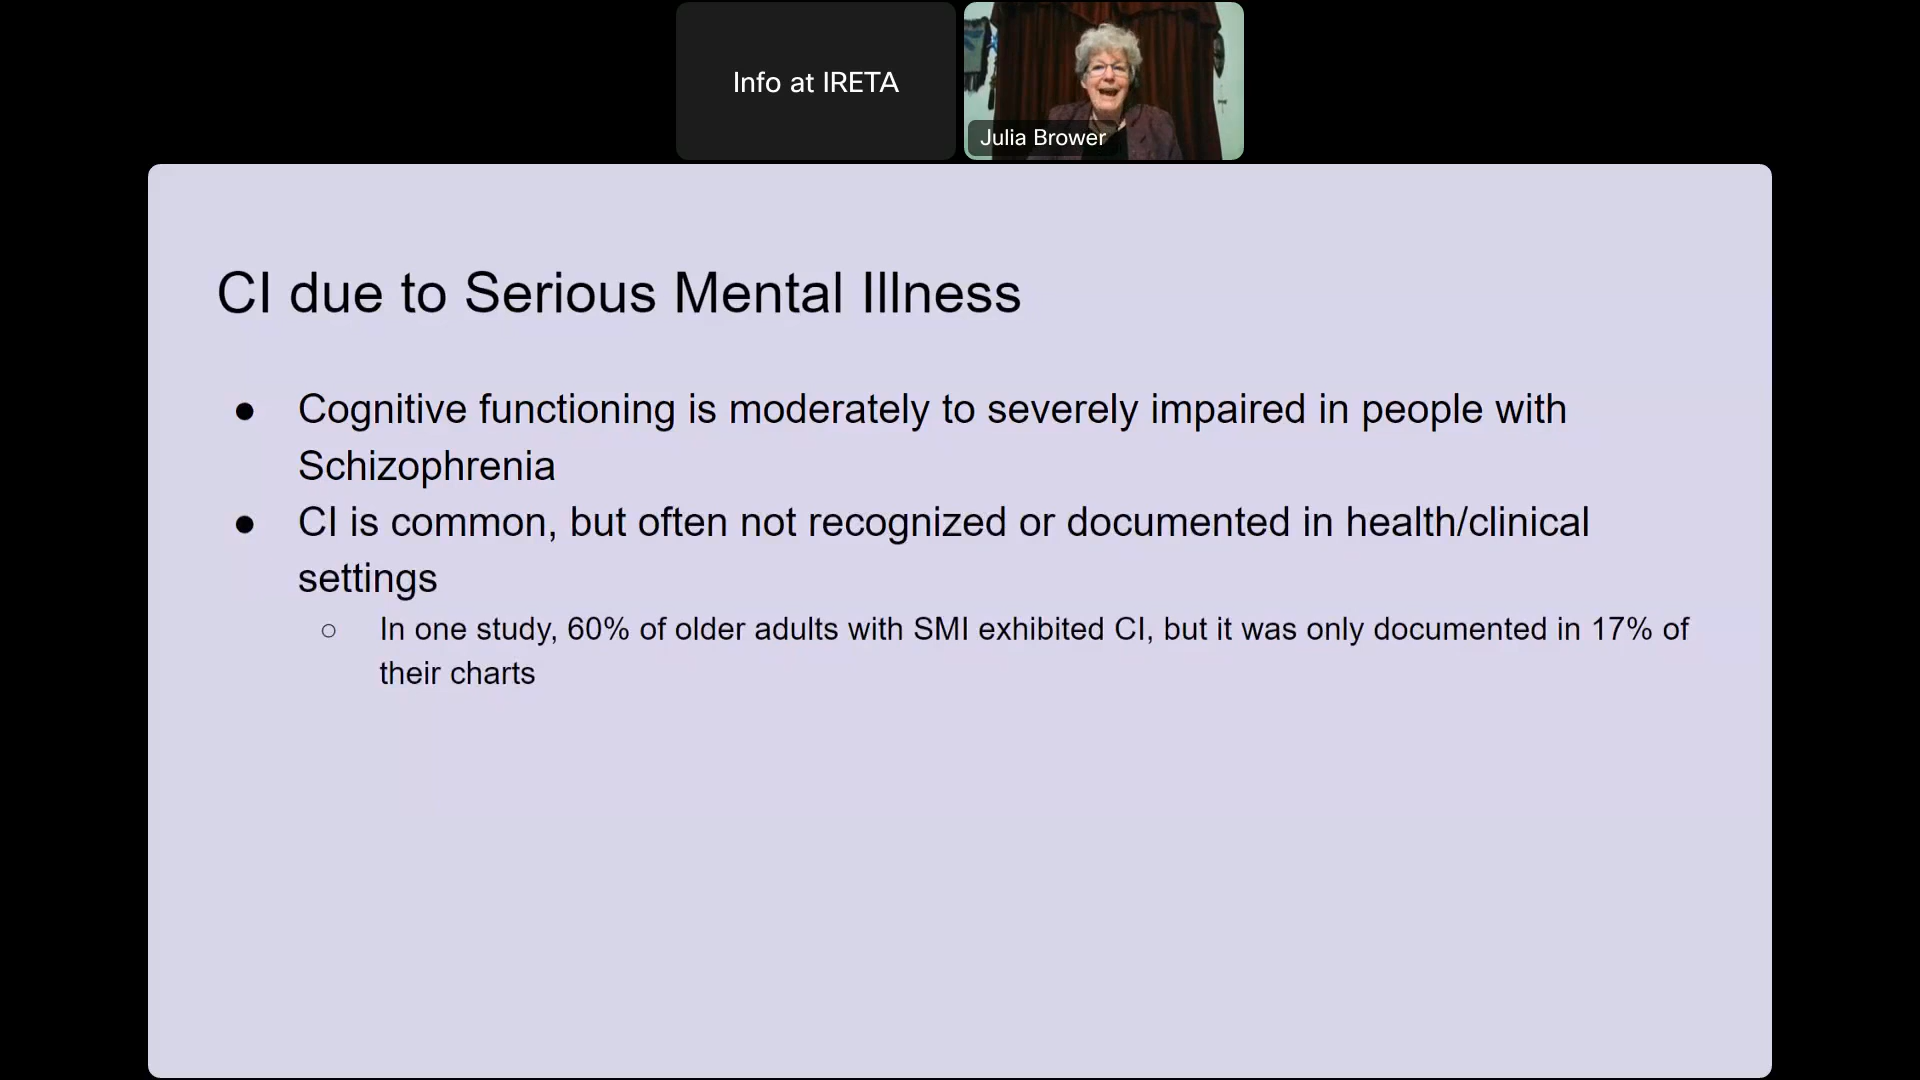 Info at IRETA
Julia Brower
CI due to Serious Mental Illness
● Cognitive functioning is moderately to severely impaired in people with
Schizophrenia
● CI is common, but often not recognized or documented in health/clinical
settings
○ In one study, 60% of older adults with SMI exhibited CI, but it was only documented in 17% of
their charts